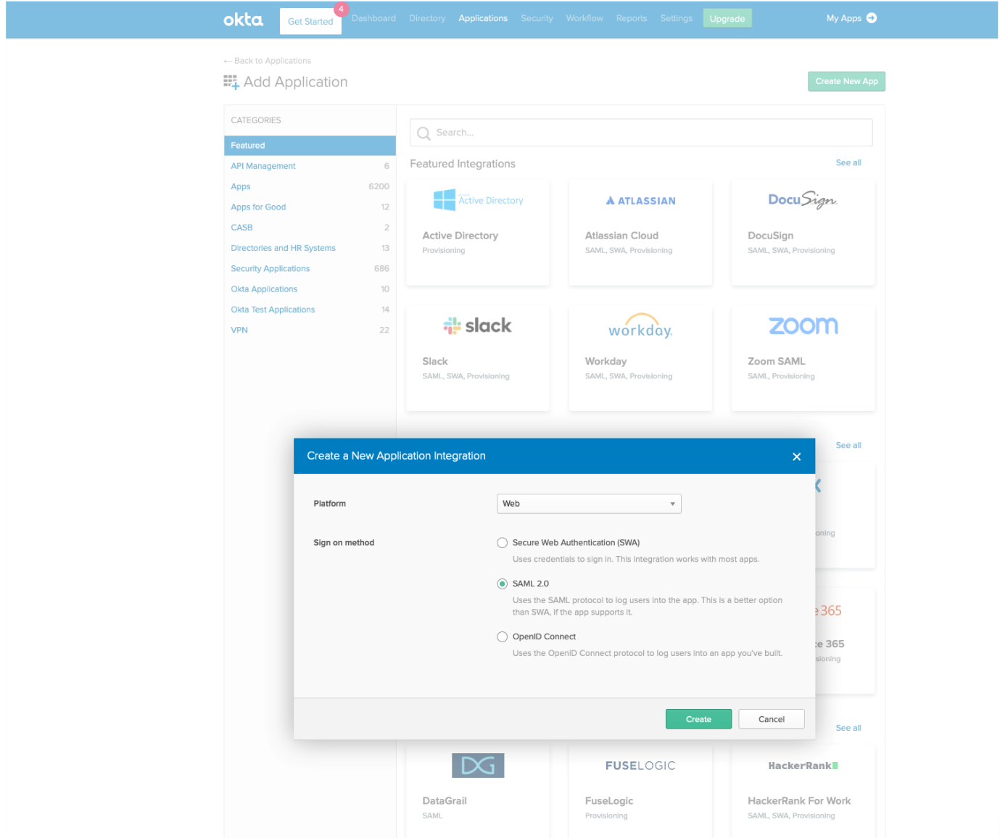 okta
Get Started
4
Dashboard
Directory
Applications
Security
Workflow
Reports
Settings
Upgrade
My Apps
← Back to Applications
Add Application
Create New App
CATEGORIES
Featured
API Management 6
Apps 6200
Apps for Good 12
CASB 2
Directories and HR Systems 13
Security Applications 686
Okta Applications 10
Okta Test Applications 14
VPN 22
Search...
Featured Integrations
See all
Active Directory
Active Directory
Provisioning
ATLASSIAN
Atlassian Cloud
SAML, SWA, Provisioning
DocuSign
DocuSign
SAML, SWA, Provisioning
slack
Slack
SAML, SWA, Provisioning
workday.
Workday
SAML, SWA, Provisioning
zoom
Zoom SAML
SAML, Provisioning
See all
Create a New Application Integration
Platform
Web
Sign on method
Secure Web Authentication (SWA)
Uses credentials to sign in. This integration works with most apps.
SAML 2.0
Uses the SAML protocol to log users into the app. This is a better option
than SWA, if the app supports it.
OpenID Connect
Uses the OpenID Connect protocol to log users into an app you've built.
Create
Cancel
365
365
See all
DG
DataGrail
SAML
FUSELOGIC
FuseLogic
Provisioning
HackerRank
HackerRank For Work
SAML, SWA, Provisioning